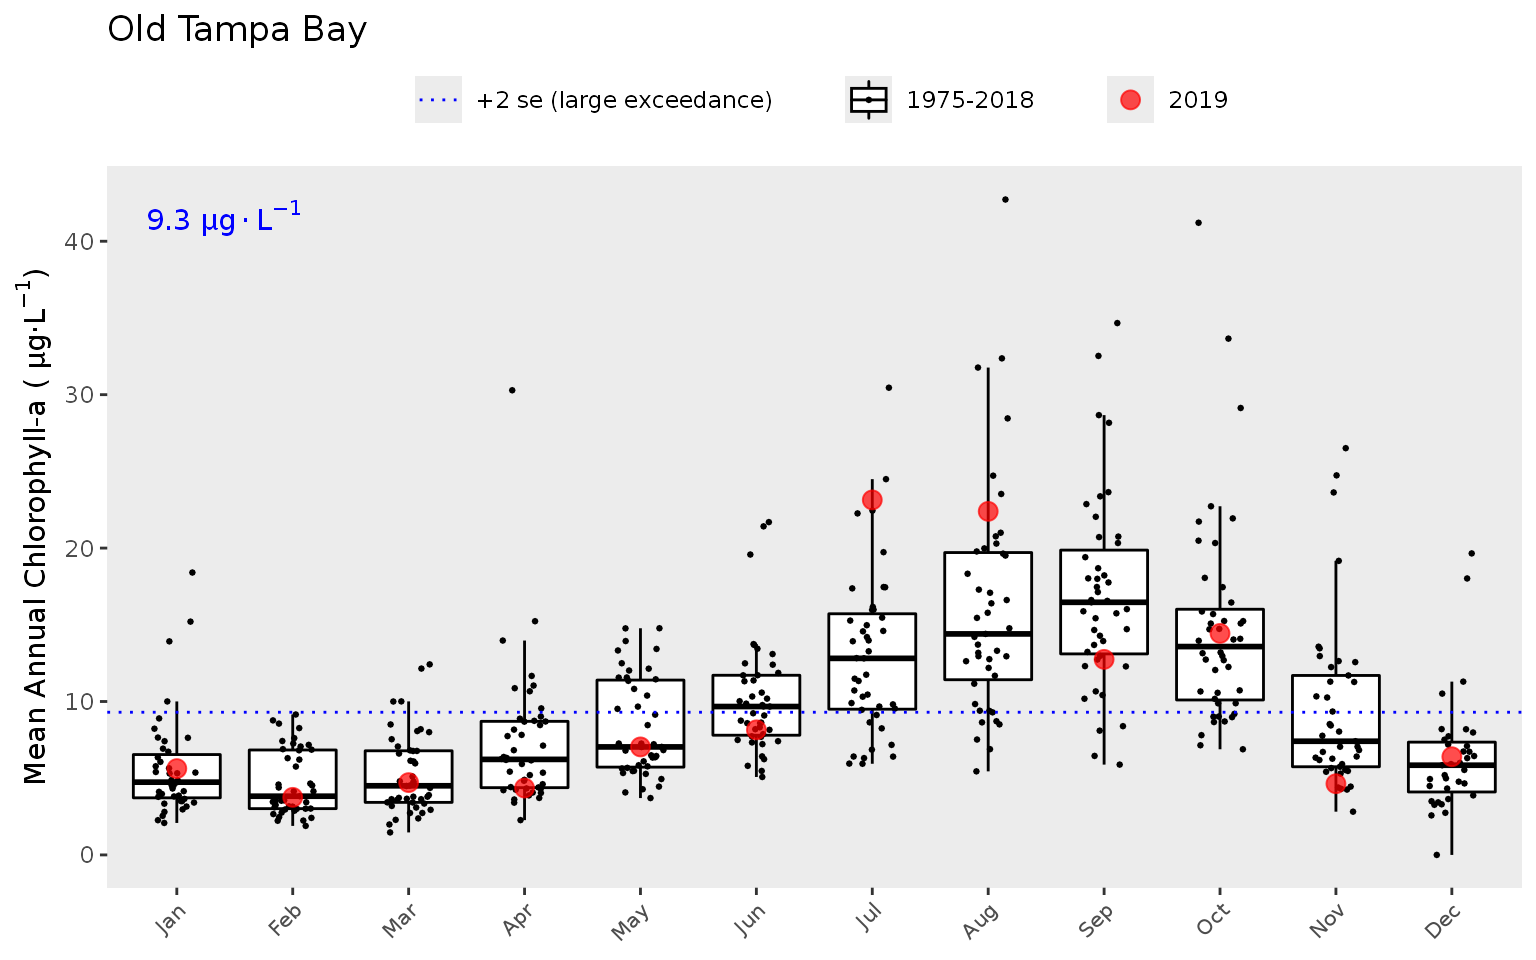 Old Tampa Bay
+2 se (large exceedance)
1975-2018
2019
9.3 µg·L⁻¹
Mean Annual Chlorophyll-a ( µg·L⁻¹)
40
30
20
10
0
Jan Feb Mar Apr May Jun Jul Aug Sep Oct Nov Dec